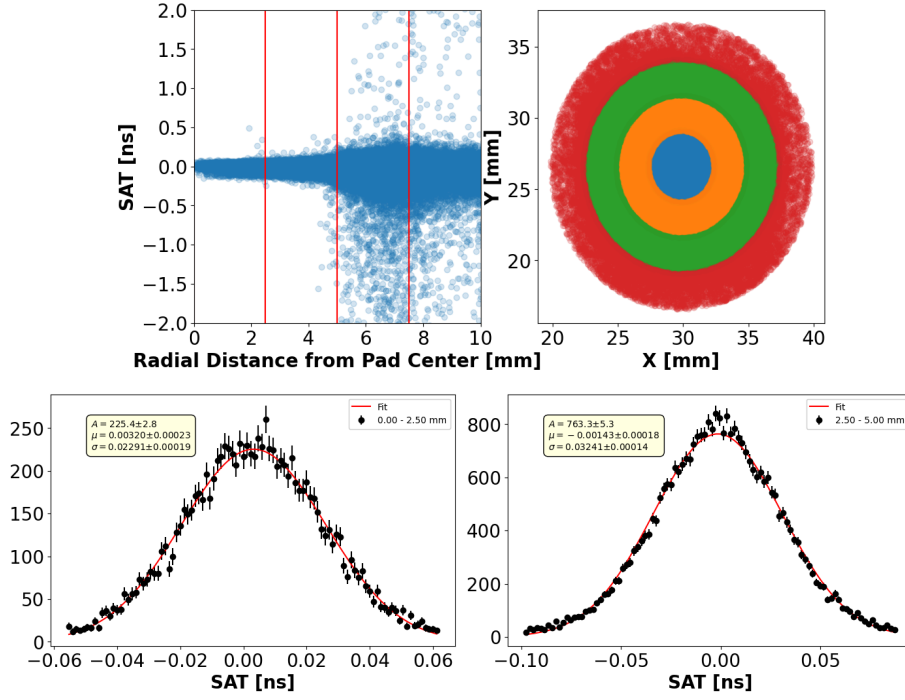 2.0
1.5
1.0
0.5
0.0
−0.5
−1.0
−1.5
−2.0
SAT [ns]
0 2 4 6 8 10
Radial Distance from Pad Center [mm]
35
30
25
20
Y [mm]
20 25 30 35 40
X [mm]
250
200
150
100
50
0
A = 225.4±2.8
μ = 0.00320±0.00023
σ = 0.02291±0.00019
Fit
0.00 - 2.50 mm
−0.06 −0.04 −0.02 0.00 0.02 0.04 0.06
SAT [ns]
800
600
400
200
0
A = 763.3±5.3
μ = − 0.00143±0.00018
σ = 0.03241±0.00014
Fit
2.50 - 5.00 mm
−0.10 −0.05 0.00 0.05
SAT [ns]